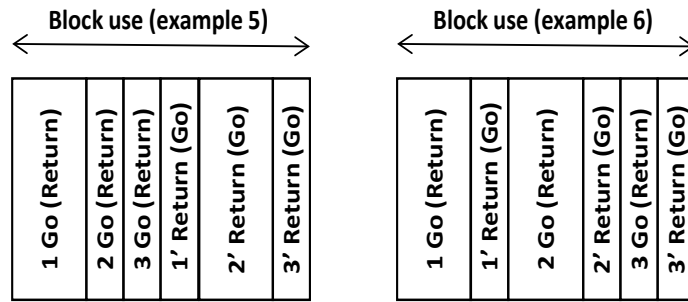 Block use (example 5)
1 Go (Return)
2 Go (Return)
3 Go (Return)
1’ Return (Go)
2’ Return (Go)
3’ Return (Go)
Block use (example 6)
1 Go (Return)
1’ Return (Go)
2 Go (Return)
2’ Return (Go)
3 Go (Return)
3’ Return (Go)